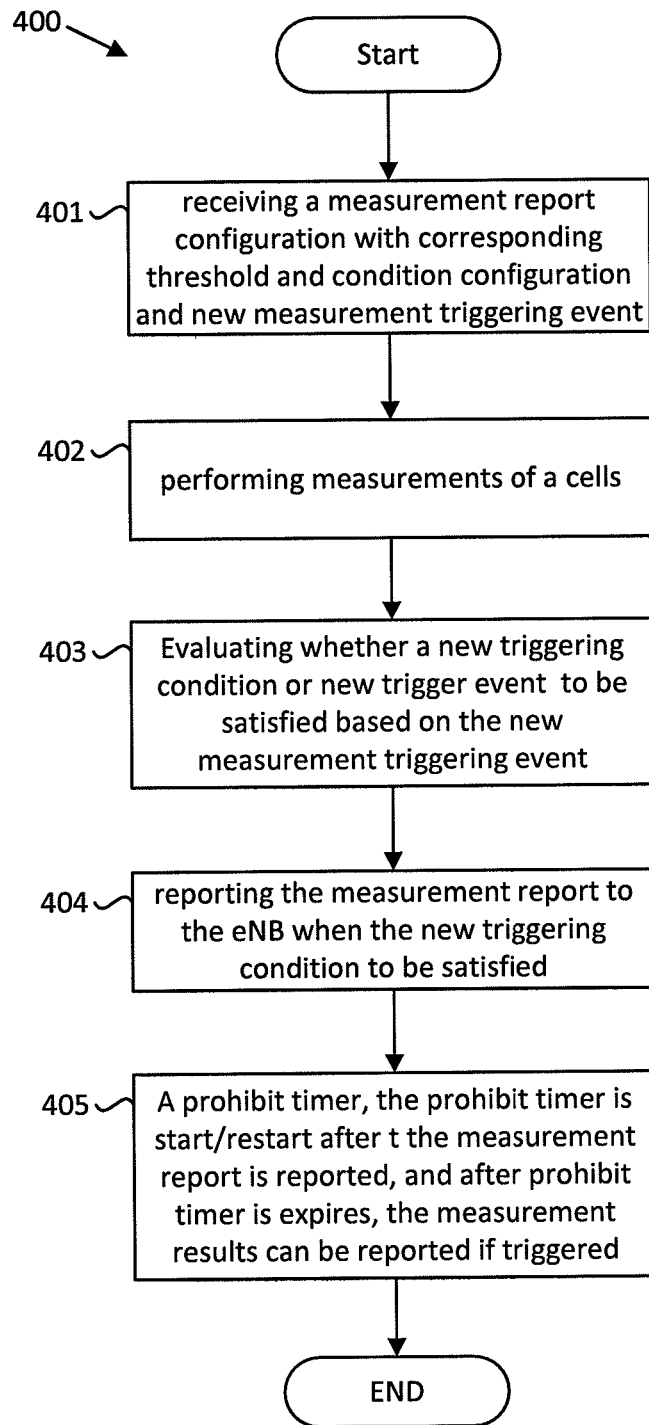 400
Start
401
receiving a measurement report
configuration with corresponding
threshold and condition configuration
and new measurement triggering event
402
performing measurements of a cells
403
Evaluating whether a new triggering
condition or new trigger event to be
satisfied based on the new
measurement triggering event
404
reporting the measurement report to
the eNB when the new triggering
condition to be satisfied
405
A prohibit timer, the prohibit timer is
start/restart after t the measurement
report is reported, and after prohibit
timer is expires, the measurement
results can be reported if triggered
END